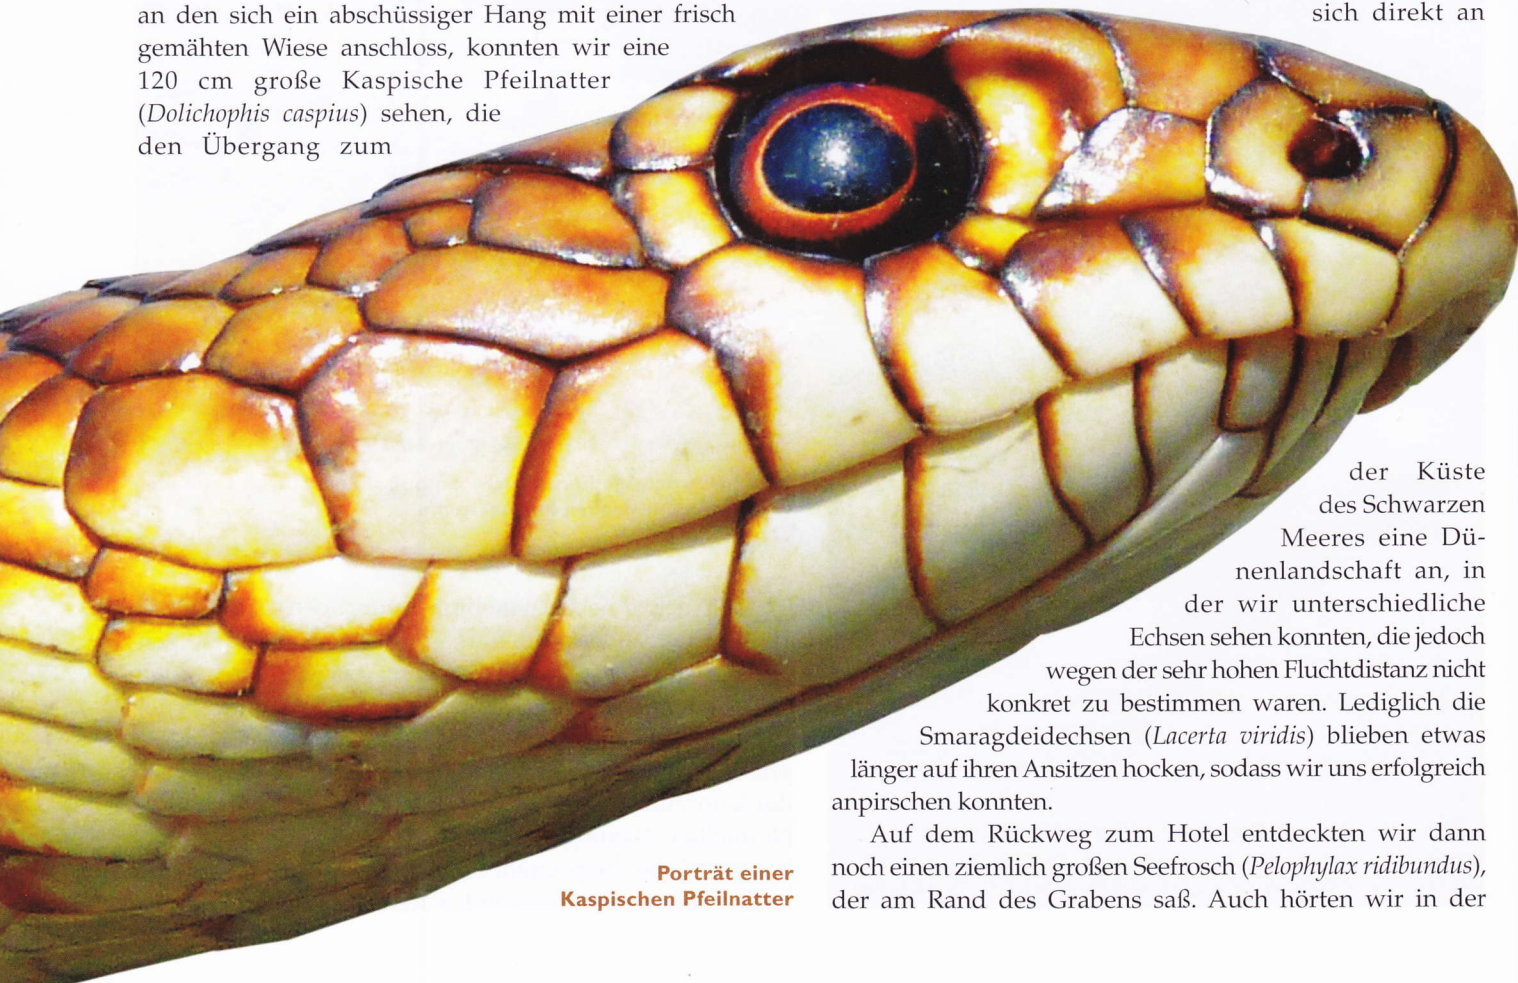 an den sich ein abschüssiger Hang mit einer frisch
gemähten Wiese anschloss, konnten wir eine
120 cm große Kaspische Pfeilnatter
(Dolichophis caspius) sehen, die
den Übergang zum
sich direkt an
der Küste
des Schwarzen
Meeres eine Dü-
nenlandschaft an, in
der wir unterschiedliche
Echsen sehen konnten, die jedoch
wegen der sehr hohen Fluchtdistanz nicht
konkret zu bestimmen waren. Lediglich die
Smaragdeidechsen (Lacerta viridis) blieben etwas
länger auf ihren Ansitzen hocken, sodass wir uns erfolgreich
anpirschen konnten.
Auf dem Rückweg zum Hotel entdeckten wir dann
noch einen ziemlich großen Seefrosch (Pelophylax ridibundus),
der am Rand des Grabens saß. Auch hörten wir in der
Porträt einer
Kaspischen Pfeilnatter